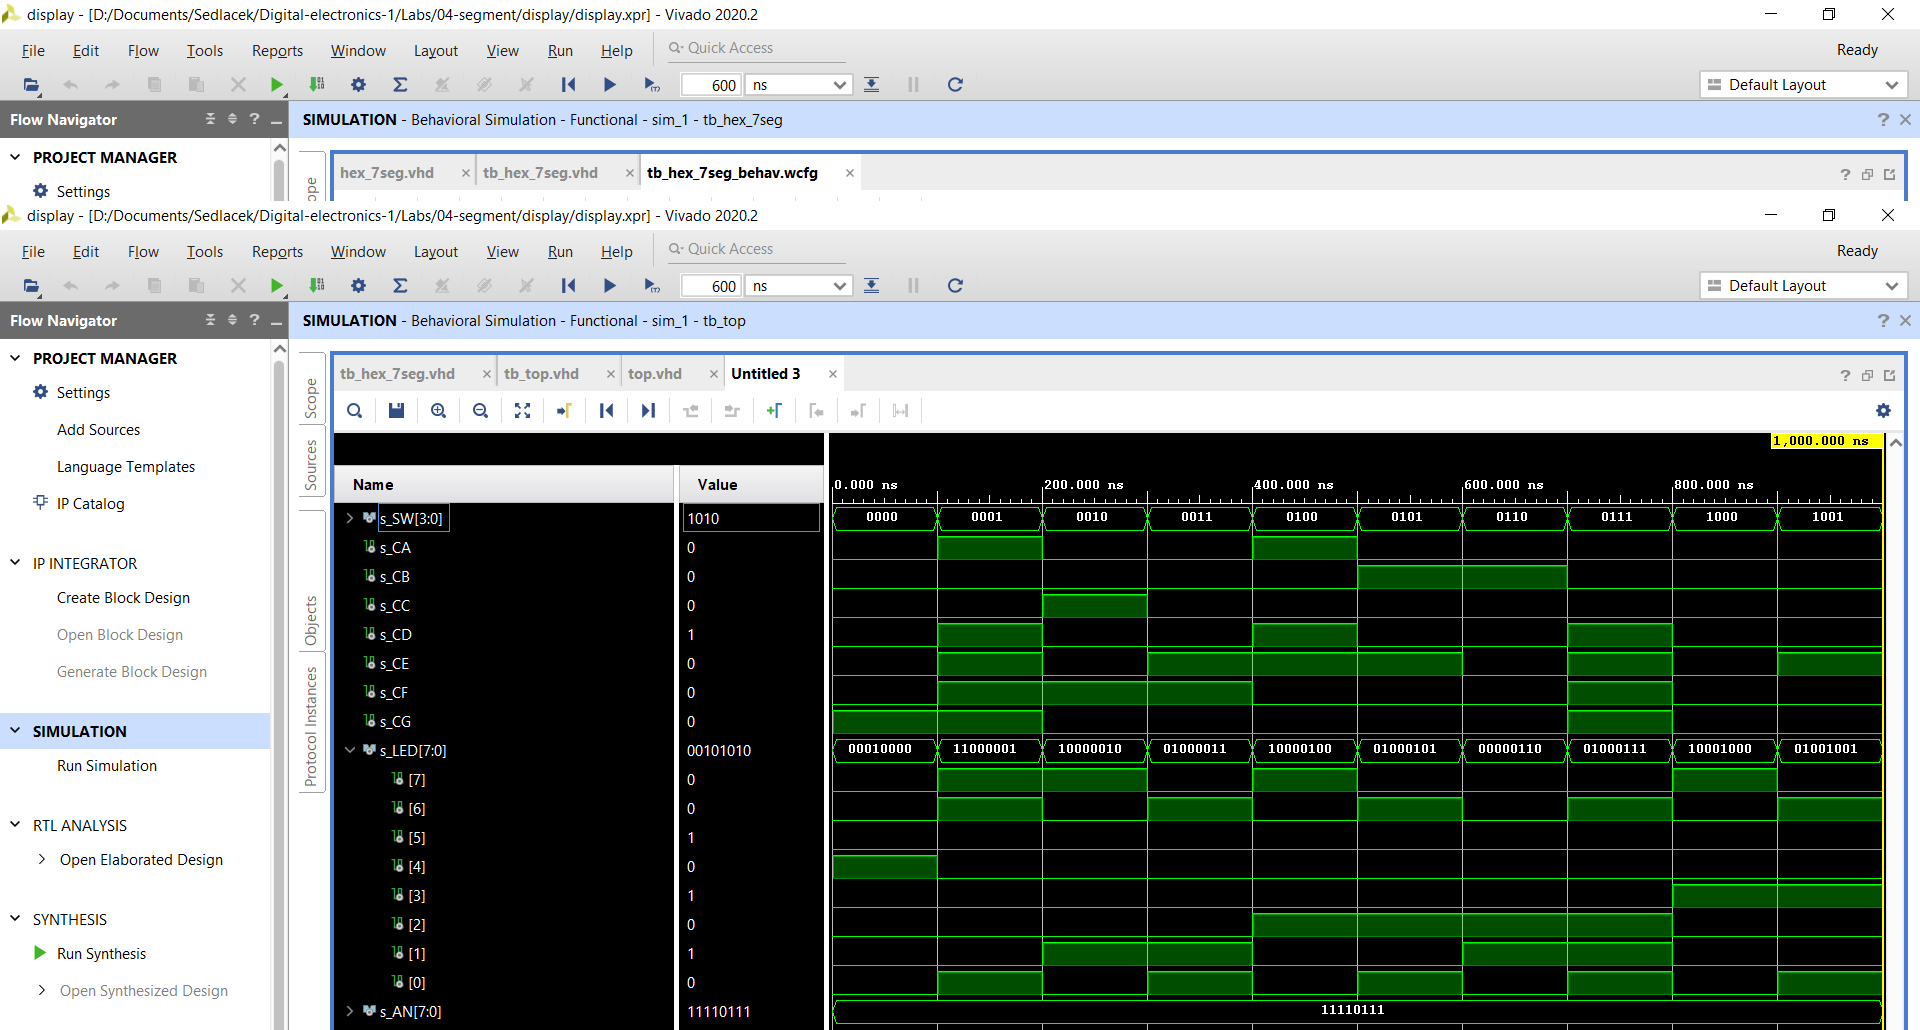 display - [D:/Documents/Sedlacek/Digital-electronics-1/Labs/04-segment/display/display.xpr] - Vivado 2020.2
File Edit Flow Tools Reports Window Layout View Run Help Quick Access Ready
600 ns Default Layout
Flow Navigator SIMULATION - Behavioral Simulation - Functional - sim_1 - tb_hex_7seg
PROJECT MANAGER hex_7seg.vhd tb_hex_7seg.vhd tb_hex_7seg_behav.wcfg
Settings
display - [D:/Documents/Sedlacek/Digital-electronics-1/Labs/04-segment/display/display.xpr] - Vivado 2020.2
File Edit Flow Tools Reports Window Layout View Run Help Quick Access Ready
600 ns Default Layout
Flow Navigator SIMULATION - Behavioral Simulation - Functional - sim_1 - tb_top
PROJECT MANAGER
Settings
Add Sources
Language Templates
IP Catalog
IP INTEGRATOR
Create Block Design
Open Block Design
Generate Block Design
SIMULATION
Run Simulation
RTL ANALYSIS
Open Elaborated Design
SYNTHESIS
Run Synthesis
Open Synthesized Design
Scope
Sources
Objects
Protocol Instances
tb_hex_7seg.vhd tb_top.vhd top.vhd Untitled 3
1,000.000 ns
Name Value 0.000 ns 200.000 ns 400.000 ns 600.000 ns 800.000 ns
s_SW[3:0] 1010 0000 0001 0010 0011 0100 0101 0110 0111 1000 1001
s_CA 0
s_CB 0
s_CC 0
s_CD 1
s_CE 0
s_CF 0
s_CG 0
s_LED[7:0] 00101010 00010000 11000001 10000010 01000011 10000100 01000101 00000110 01000111 10001000 01001001
[7] 0
[6] 0
[5] 1
[4] 0
[3] 1
[2] 0
[1] 1
[0] 0
s_AN[7:0] 11110111 11110111